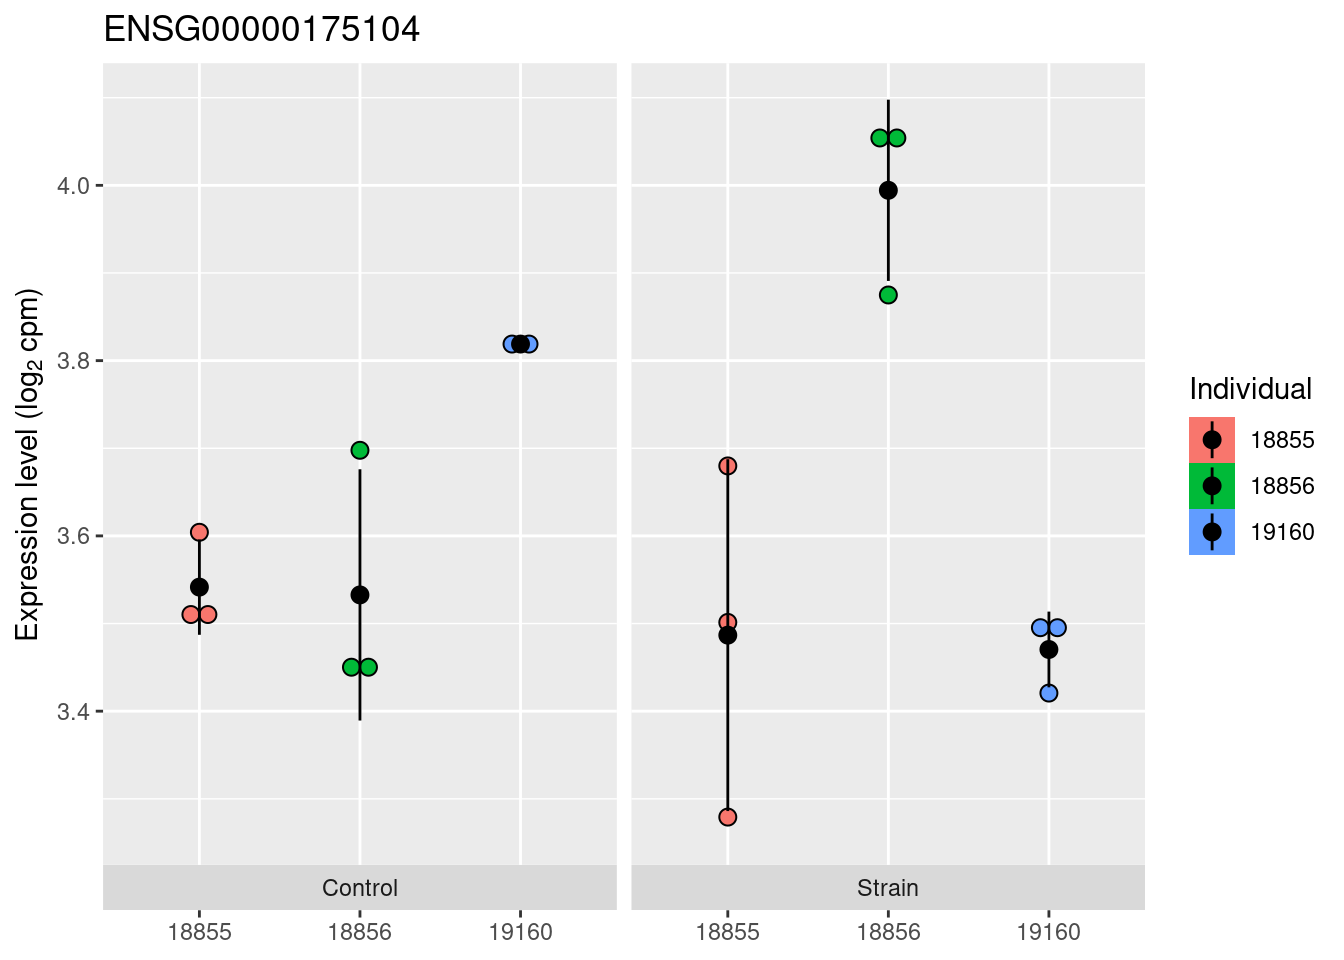 ENSG00000175104
Expression level (log₂ cpm)
4.0
3.8
3.6
3.4
Control
Strain
18855
18856
19160
18855
18856
19160
Individual
18855
18856
19160